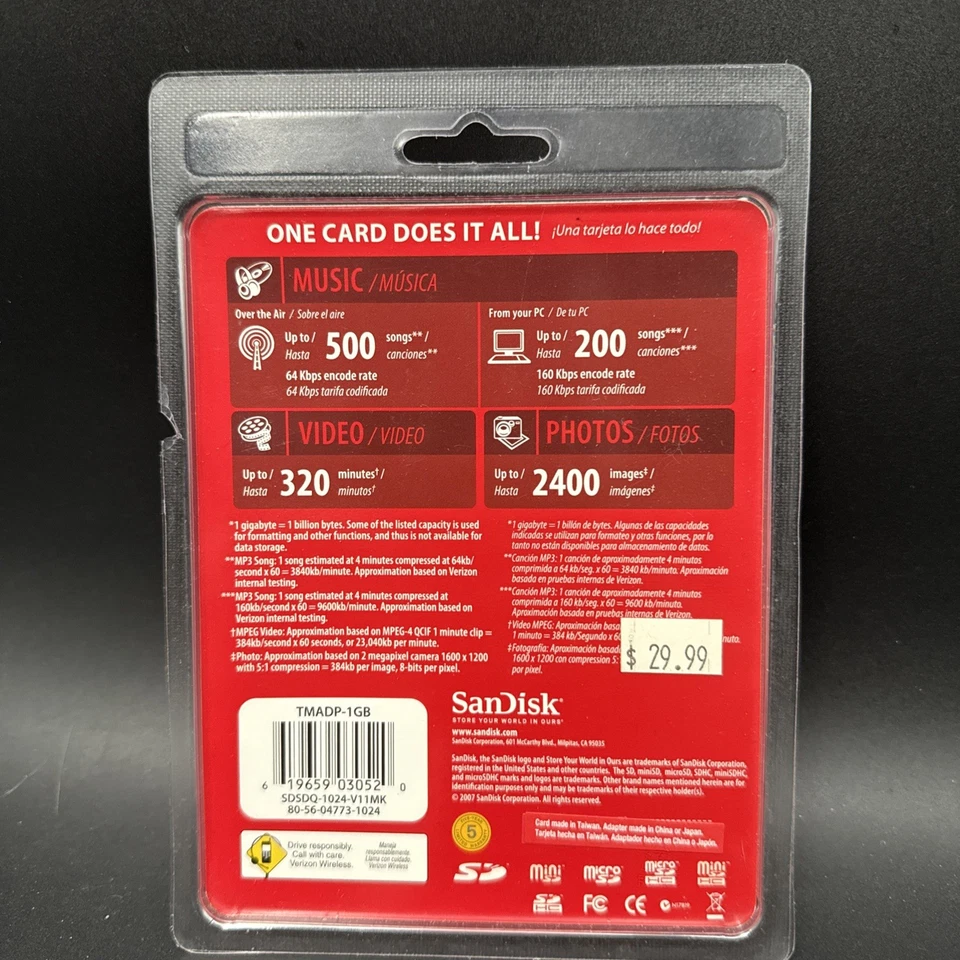 ONE CARD DOES IT ALL! ¡Una tarjeta lo hace todo!
MUSIC / MÚSICA
Over the Air / Sobre el aire
Up to / Hasta 500 songs** / canciones**
64 Kbps encode rate
64 Kbps tarifa codificada
From your PC / De tu PC
Up to / Hasta 200 songs*** / canciones***
160 Kbps encode rate
160 Kbps tarifa codificada
VIDEO / VIDEO
Up to / Hasta 320 minutes† / minutos†
PHOTOS / FOTOS
Up to / Hasta 2400 images‡ / imágenes‡
*1 gigabyte = 1 billion bytes. Some of the listed capacity is used
for formatting and other functions, and thus is not available for
data storage.
**MP3 Song: 1 song estimated at 4 minutes compressed at 64kb/
second x 60 = 3840kb/minute. Approximation based on Verizon
internal testing.
***MP3 Song: 1 song estimated at 4 minutes compressed at
160kb/second x 60 = 9600kb/minute. Approximation based on
Verizon internal testing.
†MPEG Video: Approximation based on MPEG-4 QCIF 1 minute clip =
384kb/second x 60 seconds, or 23,040kb per minute.
‡Photo: Approximation based on 2 megapixel camera 1600 x 1200
with 5:1 compression = 384kb per image, 8-bits per pixel.
*1 gigabyte = 1 billón de bytes. Algunas de las capacidades
indicadas se utilizan para formateo y otras funciones, por lo
tanto no están disponibles para almacenamiento de datos.
**Canción MP3: 1 canción de aproximadamente 4 minutos
comprimida a 64 kb/seg. x 60 = 3840 kb/minuto. Aproximación
basada en pruebas internas de Verizon.
***Canción MP3: 1 canción de aproximadamente 4 minutos
comprimida a 160 kb/seg. x 60 = 9600 kb/minuto.
Aproximación basada en pruebas internas de Verizon.
†Video MPEG: Aproximación
1 minuto = 384 kb/Segundo x
‡Fotografía: Aproximación
1600 x 1200 con compresión
por pixel.
$ 29.99
TMADP-1GB
6 19659 03052 0
SDSDQ-1024-V11MK
80-56-04773-1024
SanDisk®
STORE YOUR WORLD IN OURS®
www.sandisk.com
SanDisk Corporation, 601 McCarthy Blvd., Milpitas, CA 95035
SanDisk, the SanDisk logo and Store Your World in Ours are trademarks of SanDisk Corporation,
registered in the United States and other countries. The SD, miniSD, microSD, SDHC, miniSDHC,
and microSDHC marks and logos are trademarks. Other brand names mentioned herein are for
identification purposes only and may be trademarks of their respective holder(s).
© 2007 SanDisk Corporation. All rights reserved.
Drive responsibly.
Call with care.
Verizon Wireless.
Maneja
responsablemente.
Llama con cuidado.
Verizon Wireless
5
Card made in Taiwan. Adapter made in China or Japan.
Tarjeta hecha en Taiwán. Adaptador hecho en China o Japón.
SD mini SD micro SD micro SD HC mini SD HC
SD HC FC CE